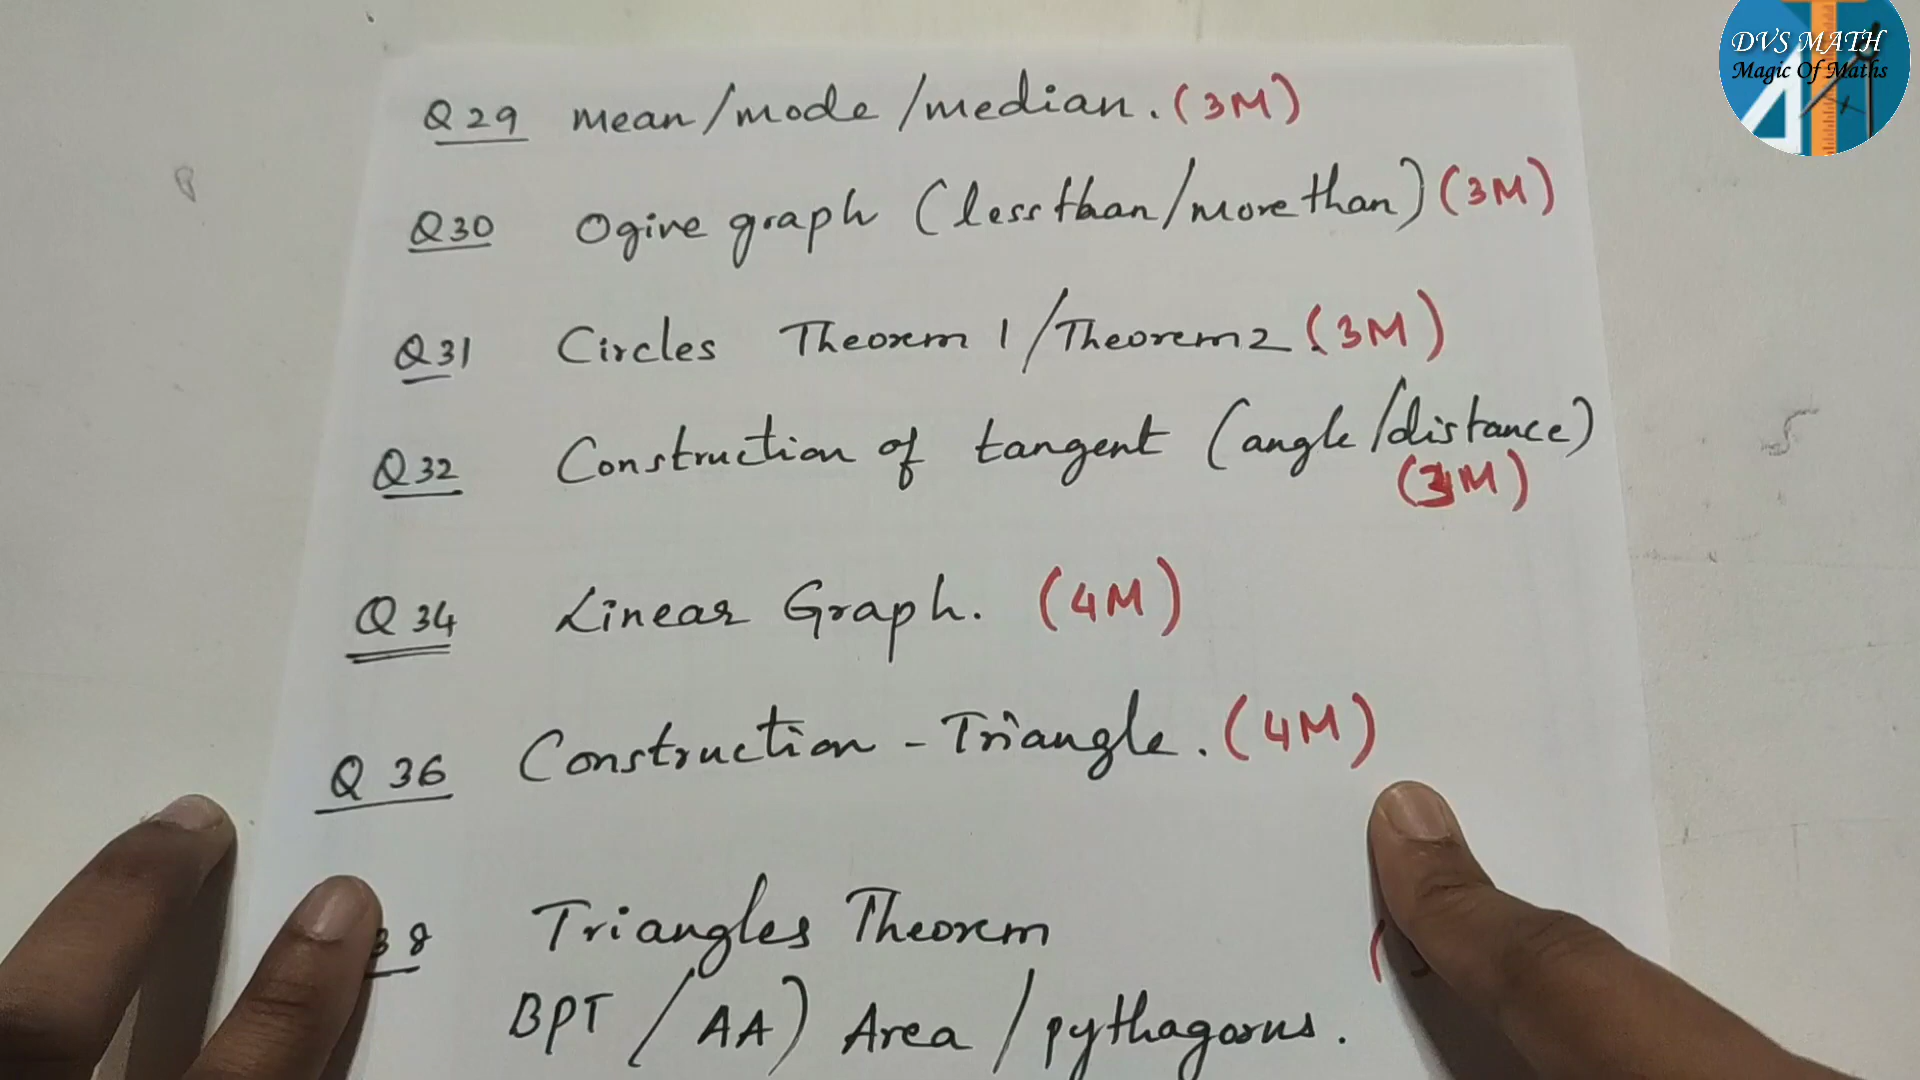 DVS MATH
Magic Of Maths
Q29 Mean/mode/median. (3M)
Q30 Ogive graph (less than/more than) (3M)
Q31 Circles Theorem 1/Theorem 2 (3M)
Q32 Construction of tangent (angle/distance)
(3M)
Q34 Linear Graph. (4M)
Q36 Construction - Triangle. (4M)
38 Triangles Theorem
BPT / AA) Area / pythagorus.